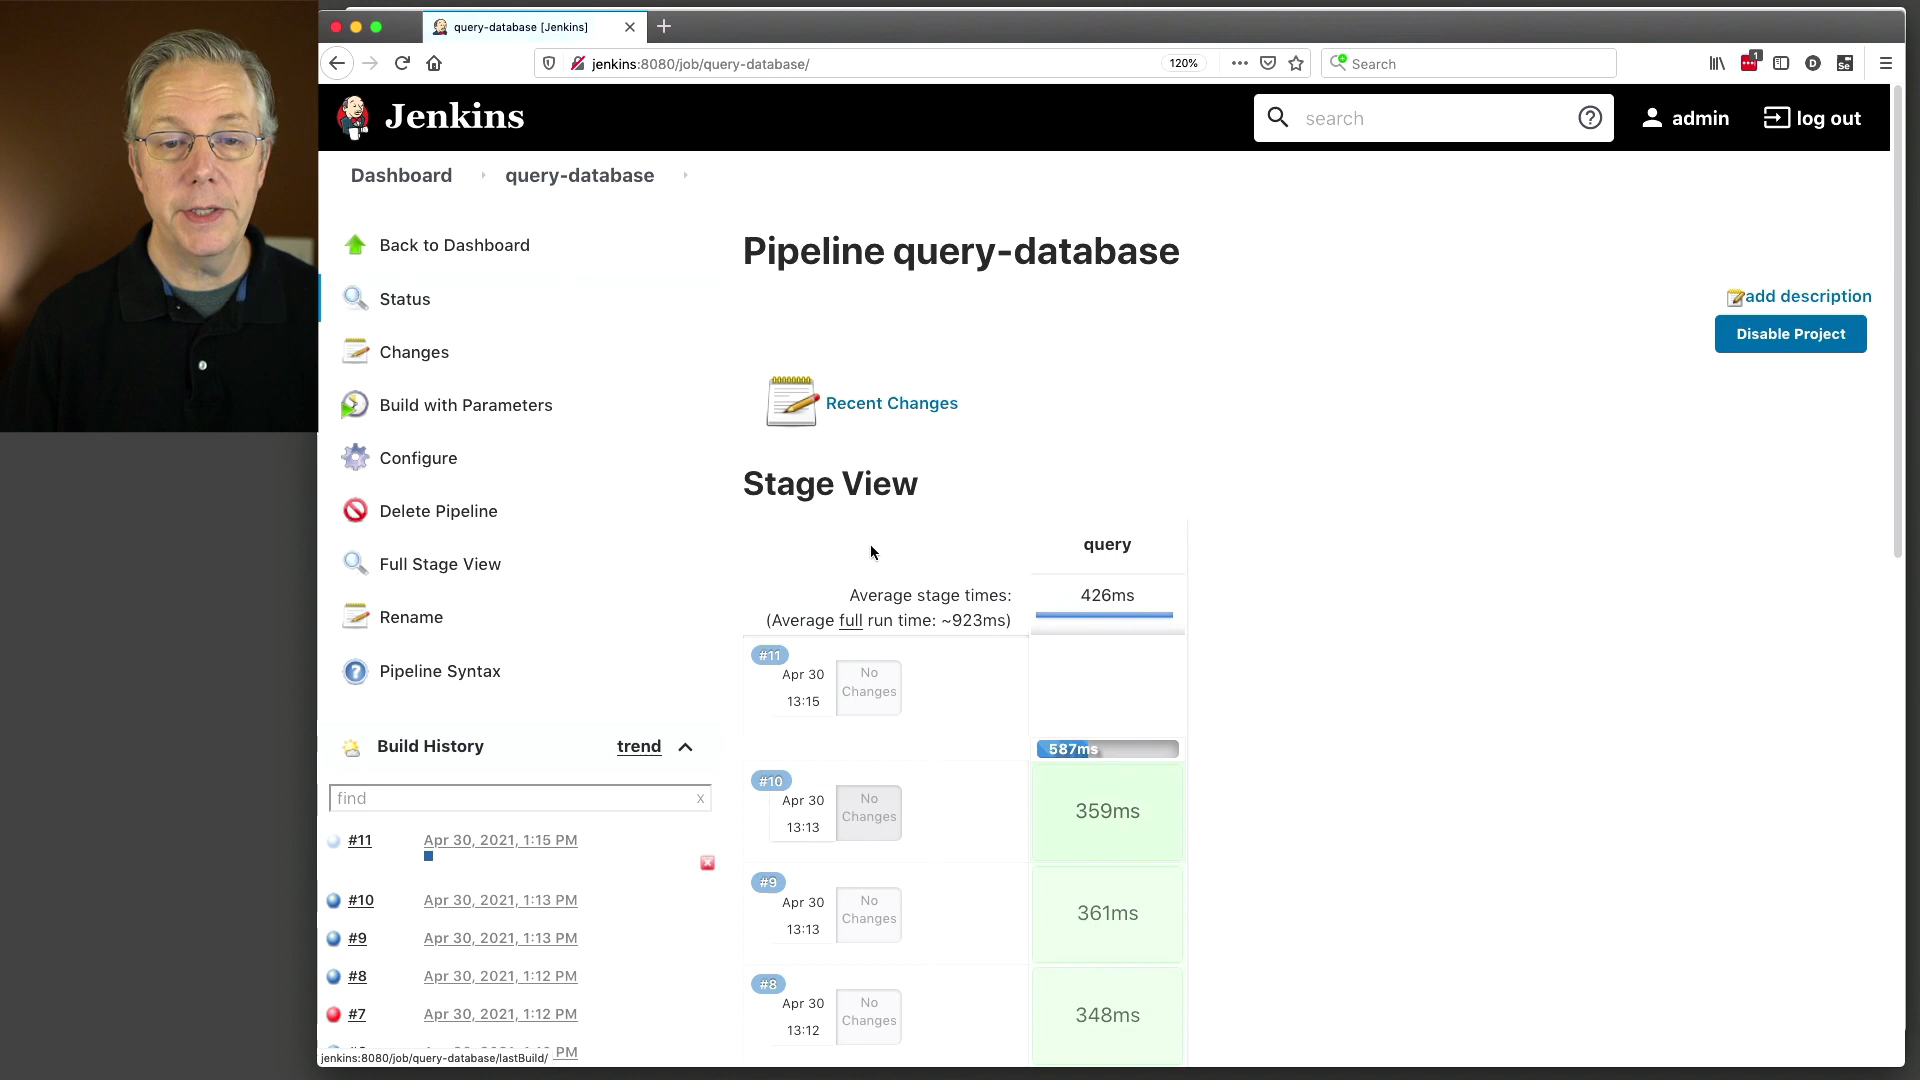 query-database [Jenkins]
jenkins:8080/job/query-database/
120%
Search
1
D
Se
Jenkins
search
admin
log out
Dashboard
query-database
Back to Dashboard
Status
Changes
Build with Parameters
Configure
Delete Pipeline
Full Stage View
Rename
Pipeline Syntax
Build History
trend
find
x
#11
Apr 30, 2021, 1:15 PM
#10
Apr 30, 2021, 1:13 PM
#9
Apr 30, 2021, 1:13 PM
#8
Apr 30, 2021, 1:12 PM
#7
Apr 30, 2021, 1:12 PM
PM
jenkins:8080/job/query-database/lastBuild/
Pipeline query-database
add description
Disable Project
Recent Changes
Stage View
query
Average stage times:
(Average full run time: ~923ms)
426ms
#11
Apr 30
13:15
No
Changes
587ms
#10
Apr 30
13:13
No
Changes
359ms
#9
Apr 30
13:13
No
Changes
361ms
#8
Apr 30
13:12
No
Changes
348ms